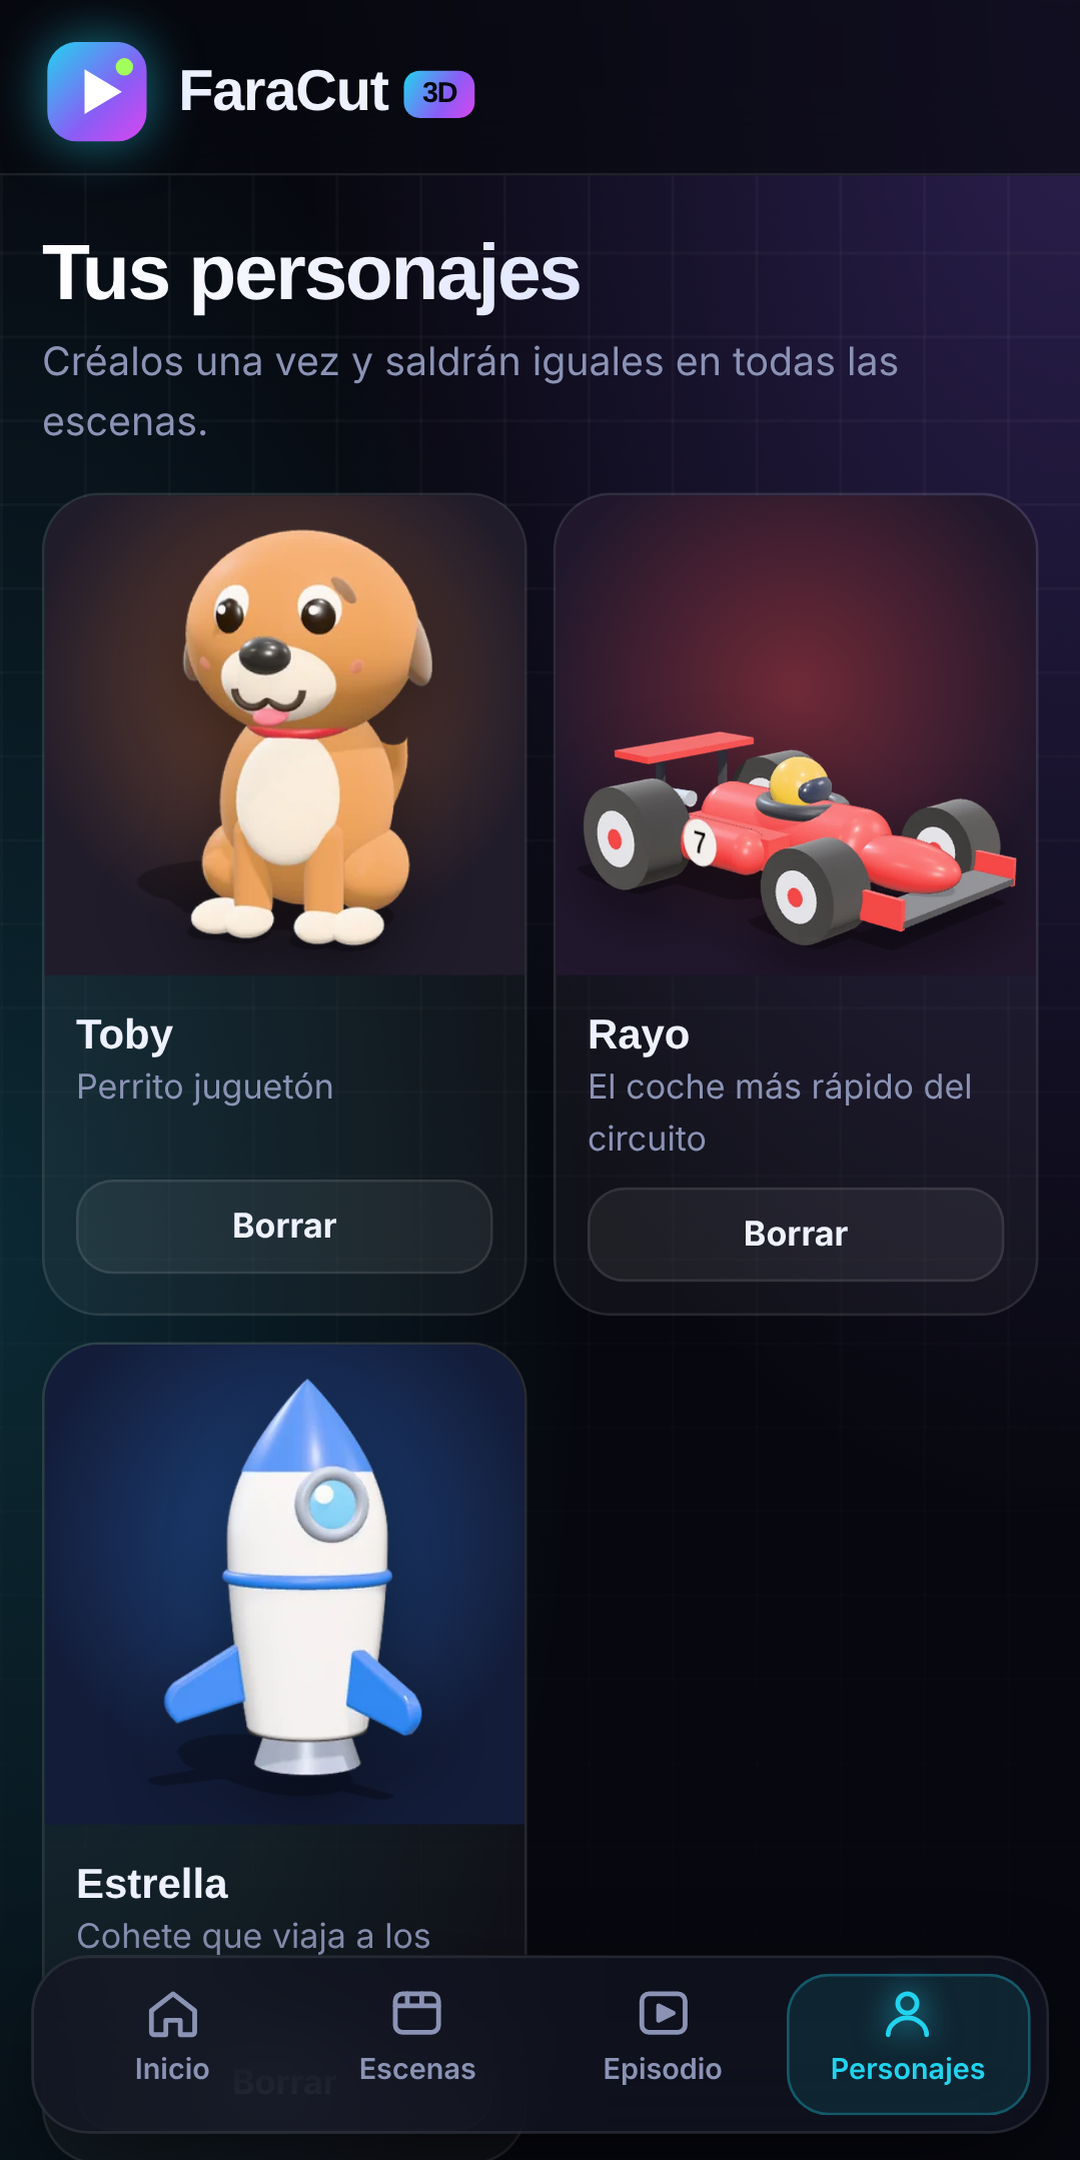 FaraCut 3D
Tus personajes
Créalos una vez y saldrán iguales en todas las
escenas.
7
Toby
Perrito juguetón
Borrar
Rayo
El coche más rápido del
circuito
Borrar
Estrella
Cohete que viaja a los
Borrar
Inicio
Escenas
Episodio
Personajes